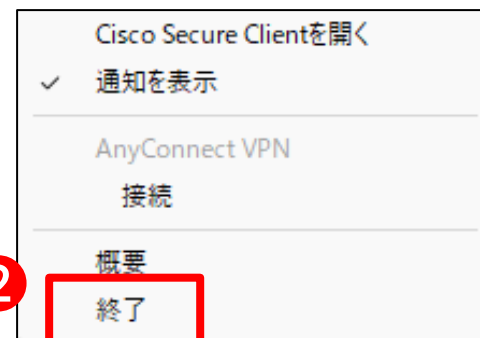 Cisco Secure Clientを開く
✓ 通知を表示
AnyConnect VPN
接続
概要
2 終了